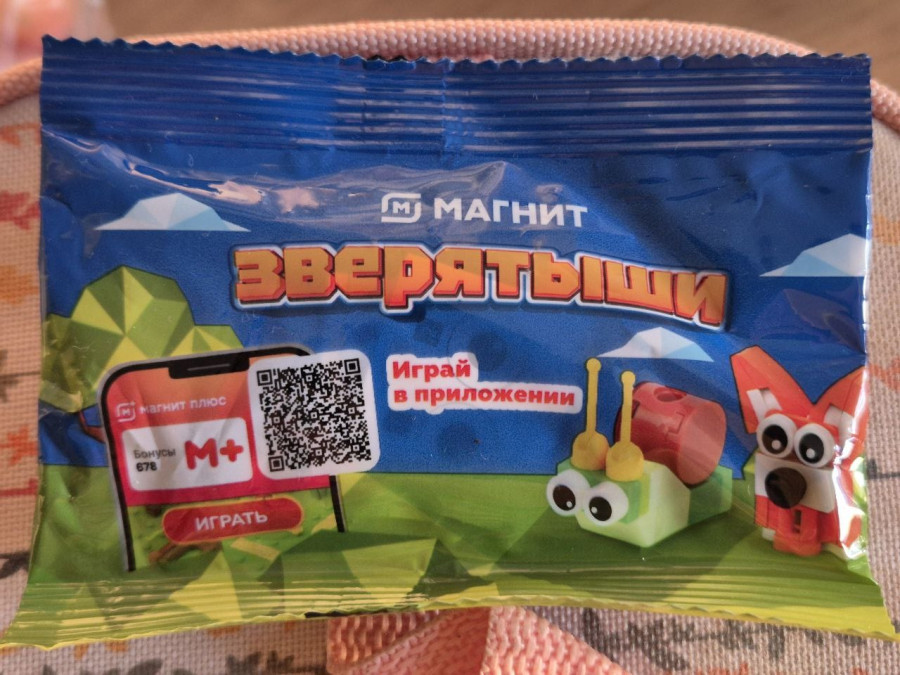 М МАГНИТ
зверятыши
Играй
в приложении
М магнит плюс
Бонусы
678
М+
ИГРАТЬ